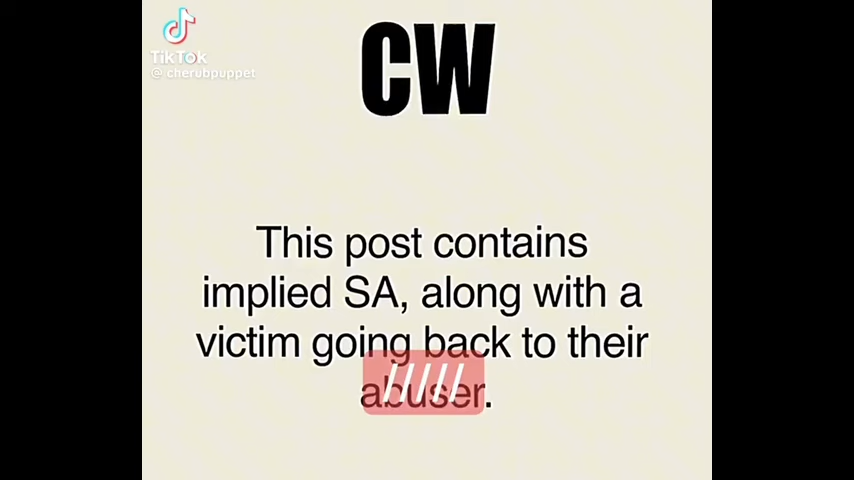 TikTok
@ cherubpuppet
CW
This post contains
implied SA, along with a
victim going back to their
abuser.
/////